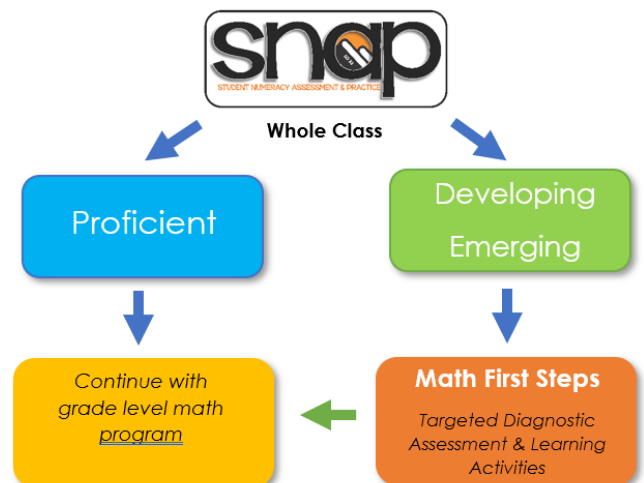 snap
STUDENT NUMERACY ASSESSMENT & PRACTICE
Whole Class
Proficient
Developing
Emerging
Continue with
grade level math
program
Math First Steps
Targeted Diagnostic
Assessment & Learning
Activities